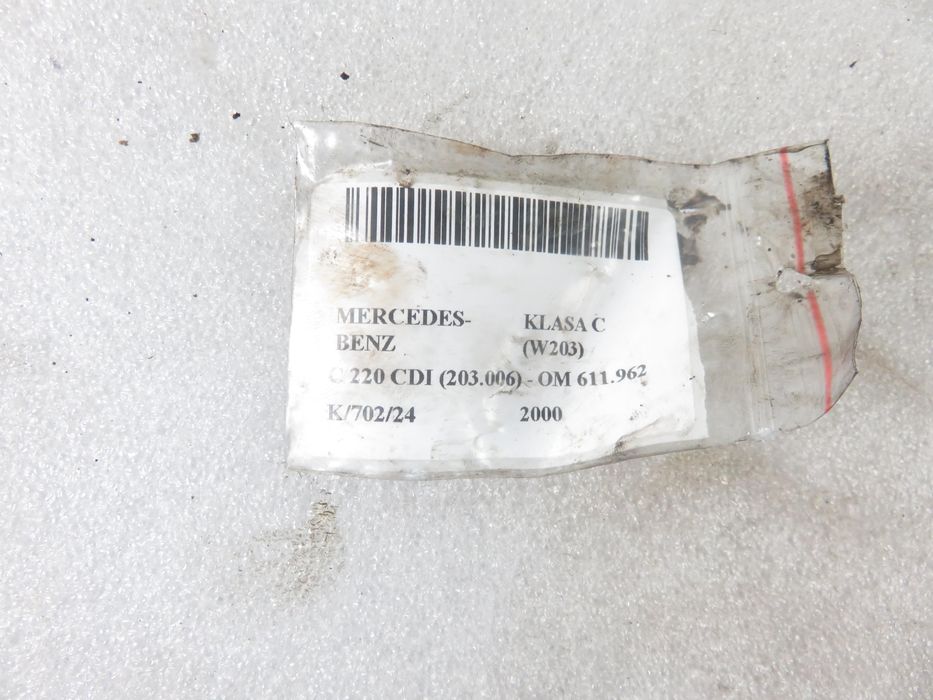 MERCEDES- KLASA C
BENZ (W203)
C 220 CDI (203.006) - OM 611.962
K/702/24 2000